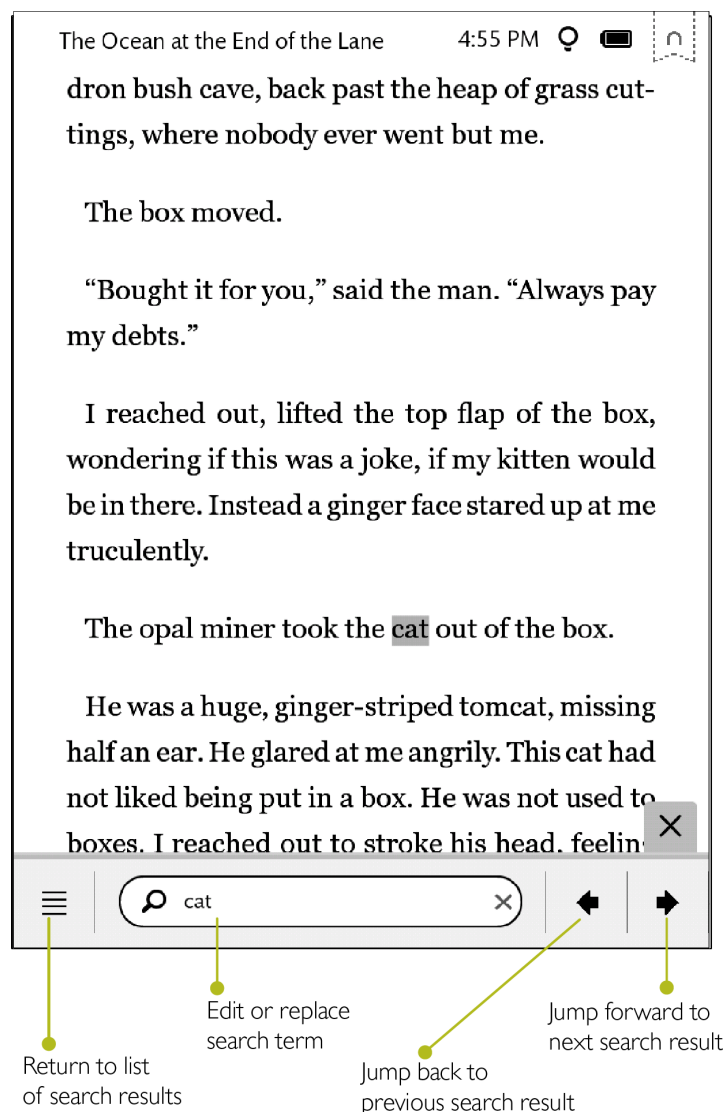 The Ocean at the End of the Lane 4:55 PM
dron bush cave, back past the heap of grass cut-
tings, where nobody ever went but me.
The box moved.
“Bought it for you,” said the man. “Always pay
my debts.”
I reached out, lifted the top flap of the box,
wondering if this was a joke, if my kitten would
be in there. Instead a ginger face stared up at me
truculently.
The opal miner took the cat out of the box.
He was a huge, ginger-striped tomcat, missing
half an ear. He glared at me angrily. This cat had
not liked being put in a box. He was not used to
boxes. I reached out to stroke his head, feelin
cat
Edit or replace
search term
Jump forward to
next search result
Return to list
of search results
Jump back to
previous search result